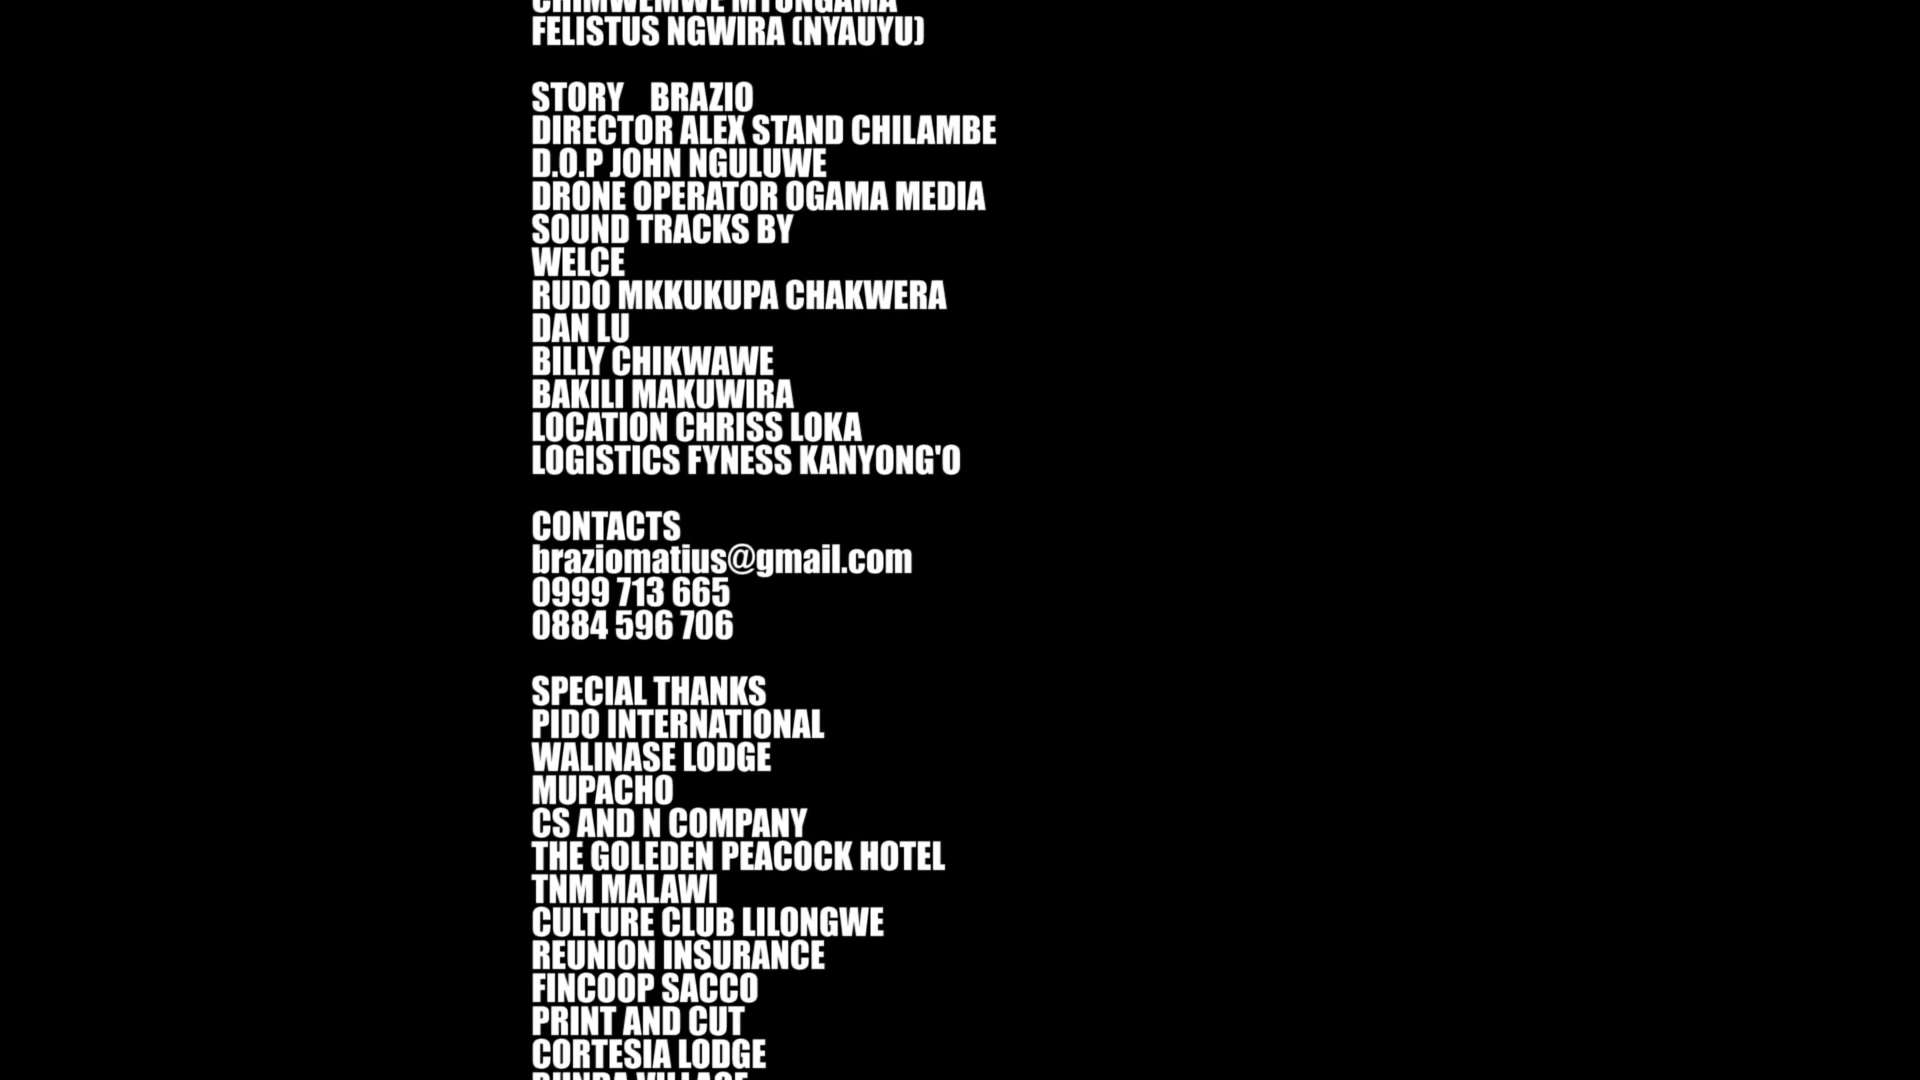 CHIMWEMWE MTUNGAMA
FELISTUS NGWIRA (NYAUYU)
STORY BRAZIO
DIRECTOR ALEX STAND CHILAMBE
D.O.P JOHN NGULUWE
DRONE OPERATOR OGAMA MEDIA
SOUND TRACKS BY
WELCE
RUDO MKKUKUPA CHAKWERA
DAN LU
BILLY CHIKWAWE
BAKILI MAKUWIRA
LOCATION CHRISS LOKA
LOGISTICS FYNESS KANYONG'O
CONTACTS
braziomatius@gmail.com
0999 713 665
0884 596 706
SPECIAL THANKS
PIDO INTERNATIONAL
WALINASE LODGE
MUPACHO
CS AND N COMPANY
THE GOLEDEN PEACOCK HOTEL
TNM MALAWI
CULTURE CLUB LILONGWE
REUNION INSURANCE
FINCOOP SACCO
PRINT AND CUT
CORTESIA LODGE
VILLAGE